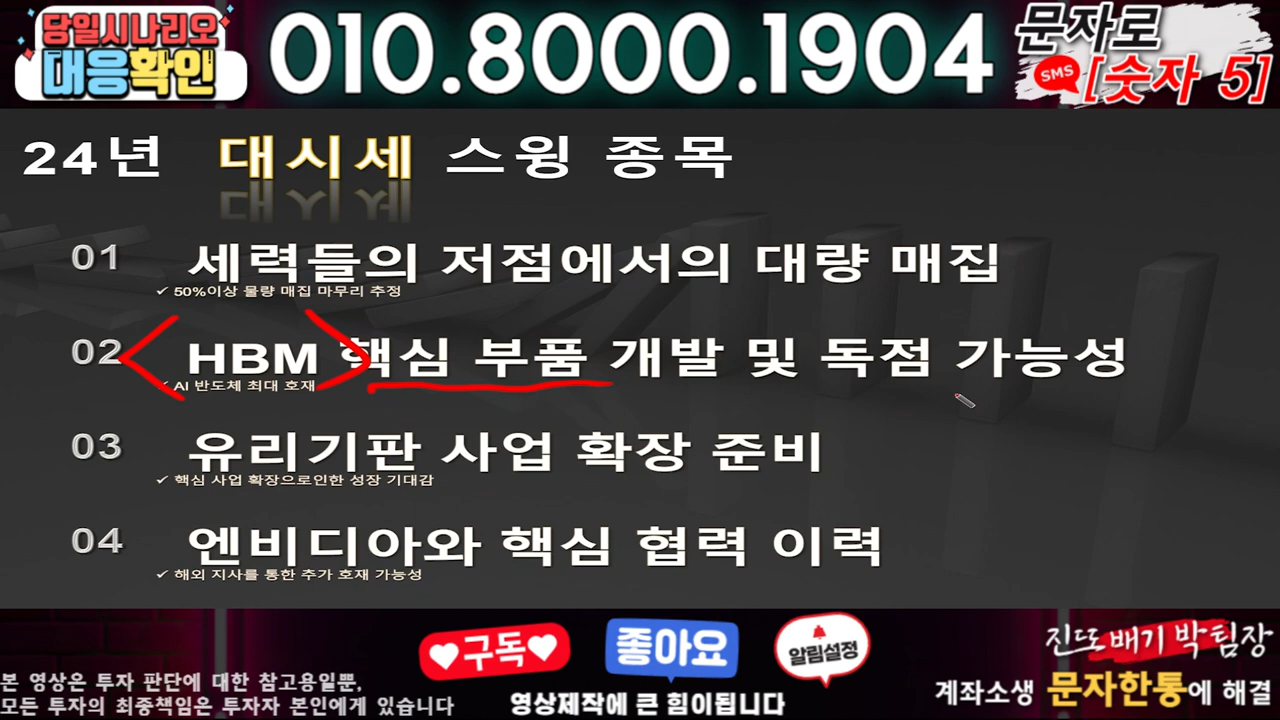 당일시나리오
대응확인
010.8000.1904
문자로
SMS
[숫자 5]
24년 대시세 스윙 종목
01 세력들의 저점에서의 대량 매집
✓ 50%이상 물량 매집 마무리 추정
02 HBM 핵심 부품 개발 및 독점 가능성
✓ AI 반도체 최대 호재
03 유리기판 사업 확장 준비
✓ 핵심 사업 확장으로인한 성장 기대감
04 엔비디아와 핵심 협력 이력
✓ 해외 지사를 통한 추가 호재 가능성
구독
좋아요
알림설정
본 영상은 투자 판단에 대한 참고용일뿐,
모든 투자의 최종책임은 투자자 본인에게 있습니다
영상제작에 큰 힘이됩니다
진또배기 박팀장
계좌소생 문자한통에 해결